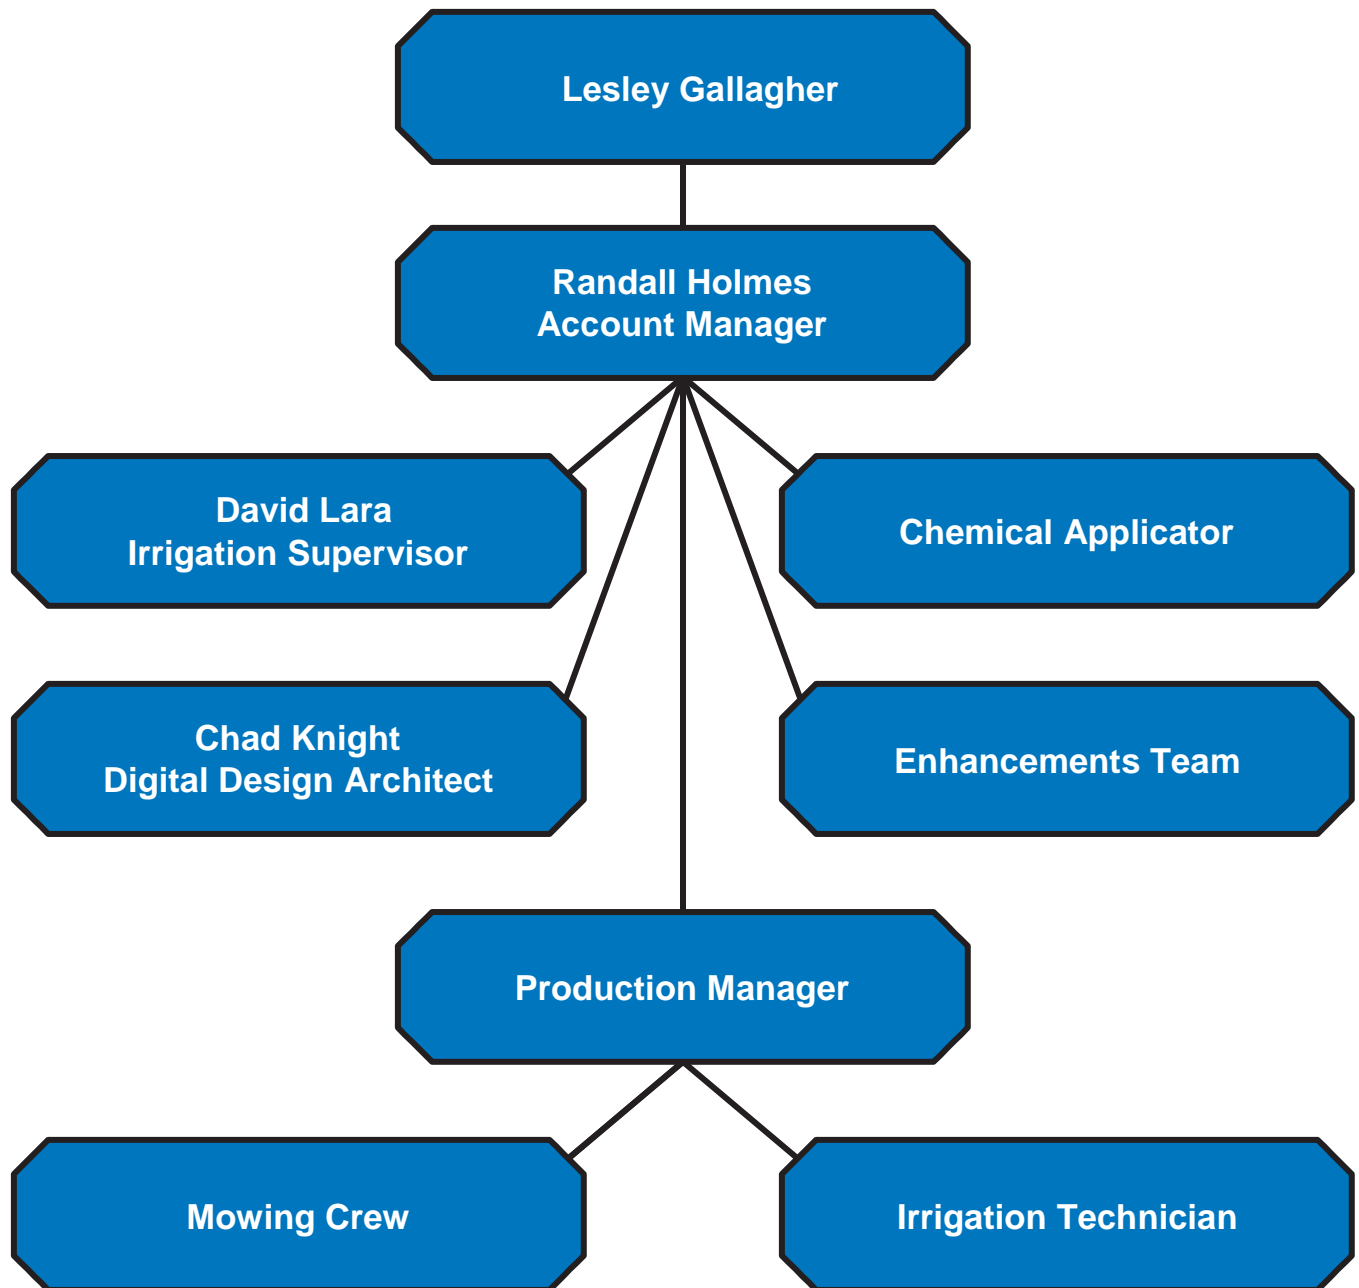 Lesley Gallagher
Randall Holmes
Account Manager
David Lara
Irrigation Supervisor
Chemical Applicator
Chad Knight
Digital Design Architect
Enhancements Team
Production Manager
Mowing Crew
Irrigation Technician